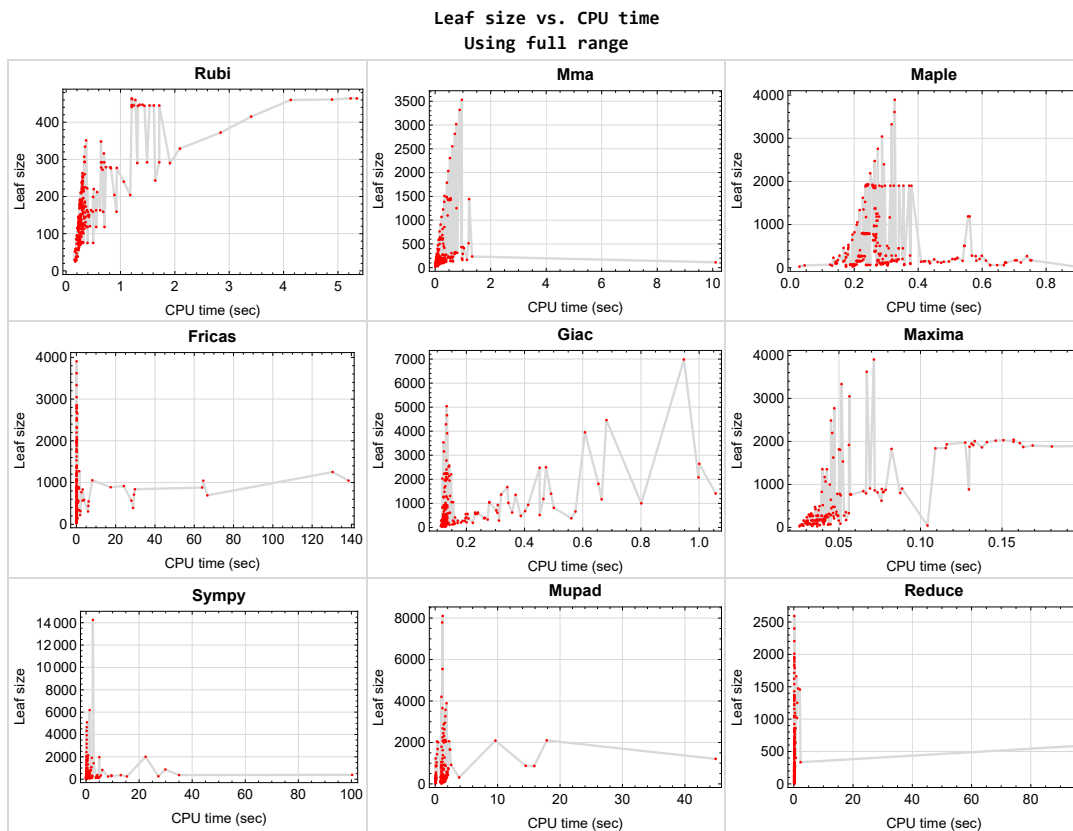 Leaf size vs. CPU time
Using full range
Rubi
Leaf size
400
300
200
100
0
0 1 2 3 4 5
CPU time (sec)
Mma
Leaf size
3500
3000
2500
2000
1500
1000
500
0
0 2 4 6 8 10
CPU time (sec)
Maple
Leaf size
4000
3000
2000
1000
0
0.0 0.2 0.4 0.6 0.8
CPU time (sec)
Fricas
Leaf size
4000
3000
2000
1000
0
0 20 40 60 80 100 120 140
CPU time (sec)
Giac
Leaf size
7000
6000
5000
4000
3000
2000
1000
0
0.2 0.4 0.6 0.8 1.0
CPU time (sec)
Maxima
Leaf size
4000
3000
2000
1000
0
0.05 0.10 0.15
CPU time (sec)
Sympy
Leaf size
14000
12000
10000
8000
6000
4000
2000
0
0 20 40 60 80 100
CPU time (sec)
Mupad
Leaf size
8000
6000
4000
2000
0
0 10 20 30 40
CPU time (sec)
Reduce
Leaf size
2500
2000
1500
1000
500
0
0 20 40 60 80
CPU time (sec)